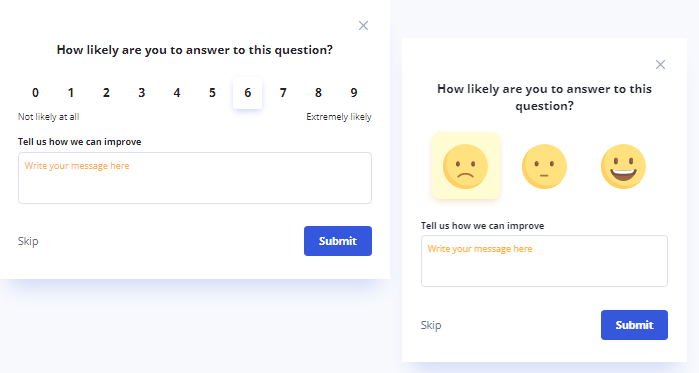 How likely are you to answer to this question?
0 1 2 3 4 5 6 7 8 9
Not likely at all
Extremely likely
Tell us how we can improve
Write your message here
Skip
Submit
How likely are you to answer to this
question?
Tell us how we can improve
Write your message here
Skip
Submit